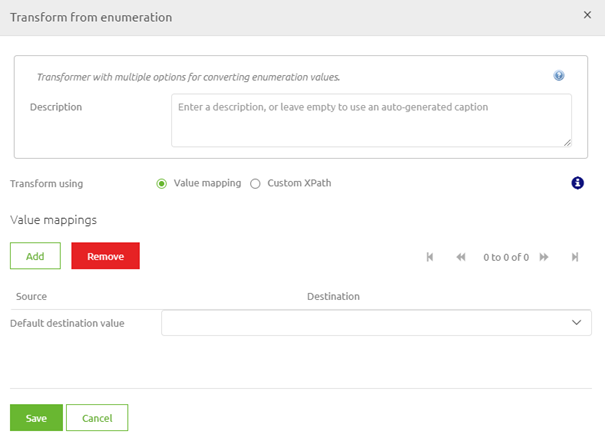 Transform from enumeration
Transformer with multiple options for converting enumeration values.
Description
Enter a description, or leave empty to use an auto-generated caption
Transform using
Value mapping
Custom XPath
Value mappings
Add
Remove
0 to 0 of 0
Source
Destination
Default destination value
Save
Cancel